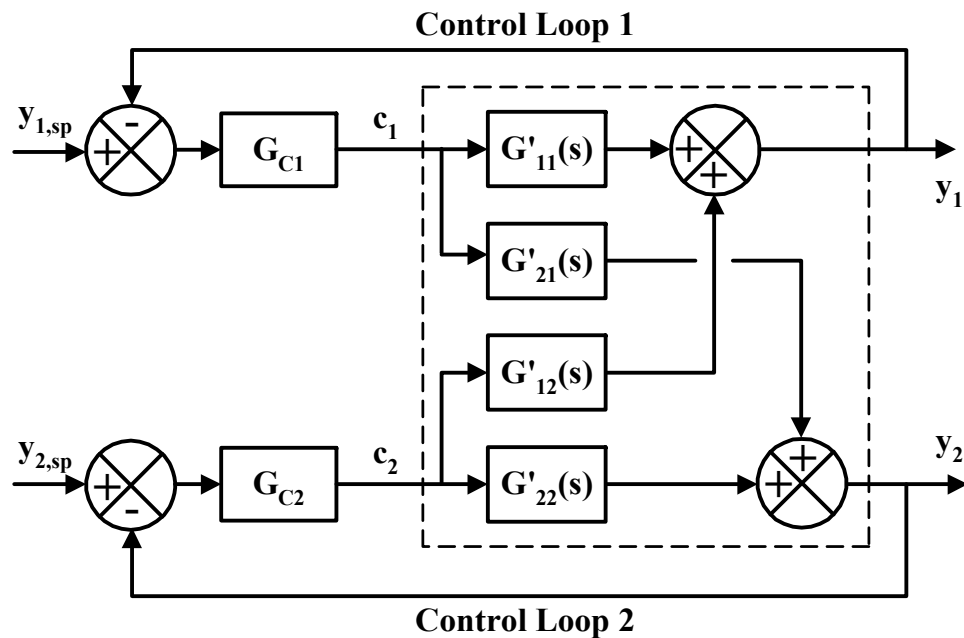 Control Loop 1
y1,sp
-
+
GC1
c1
G'11(s)
+
+
y1
G'21(s)
G'12(s)
y2,sp
+
-
GC2
c2
G'22(s)
+
+
y2
Control Loop 2